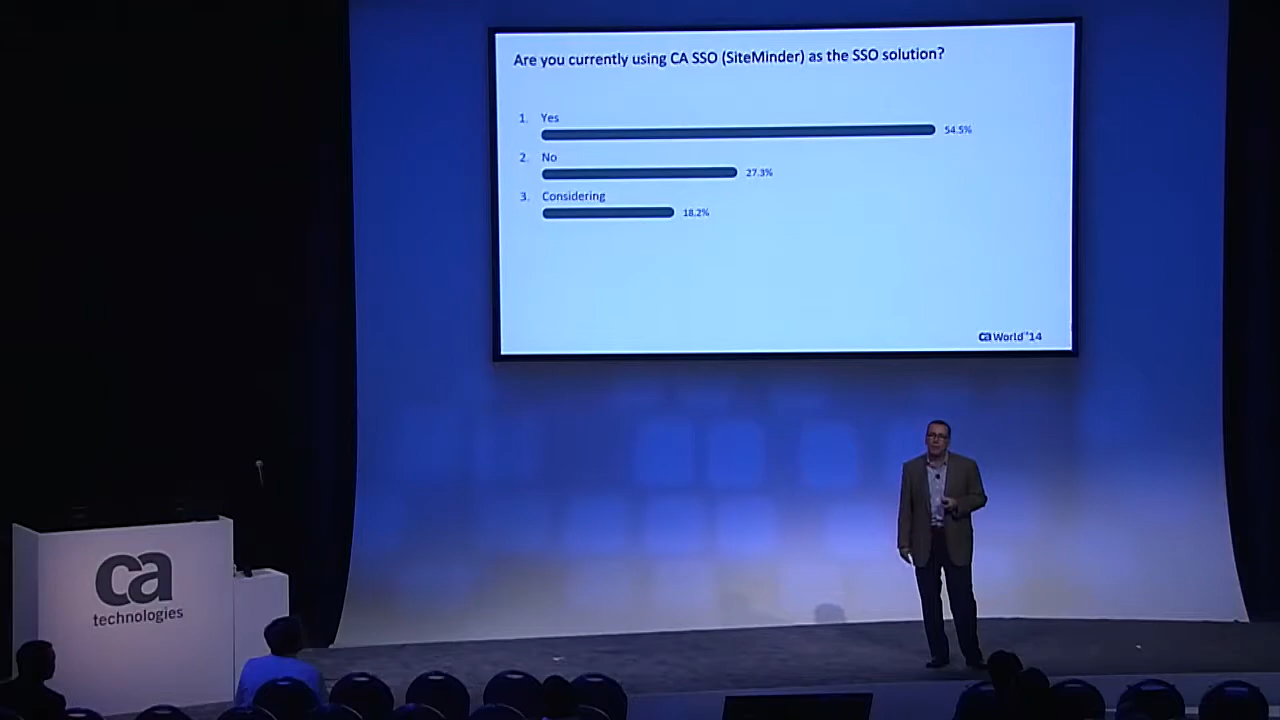 Are you currently using CA SSO (SiteMinder) as the SSO solution?
1. Yes
54.5%
2. No
27.3%
3. Considering
18.2%
ca World '14
ca
technologies